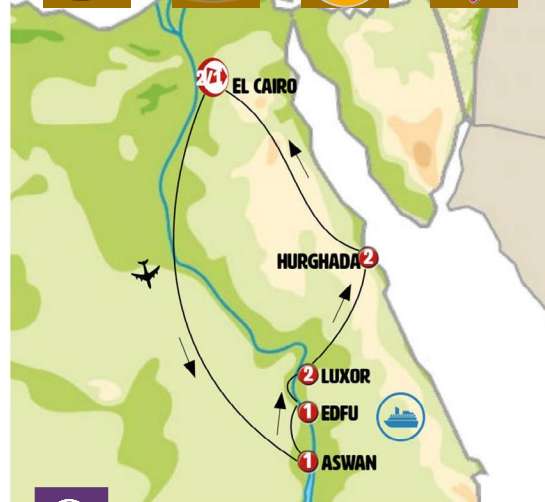 2/1 EL CAIRO
HURGHADA 2
2 LUXOR
1 EDFU
1 ASWAN